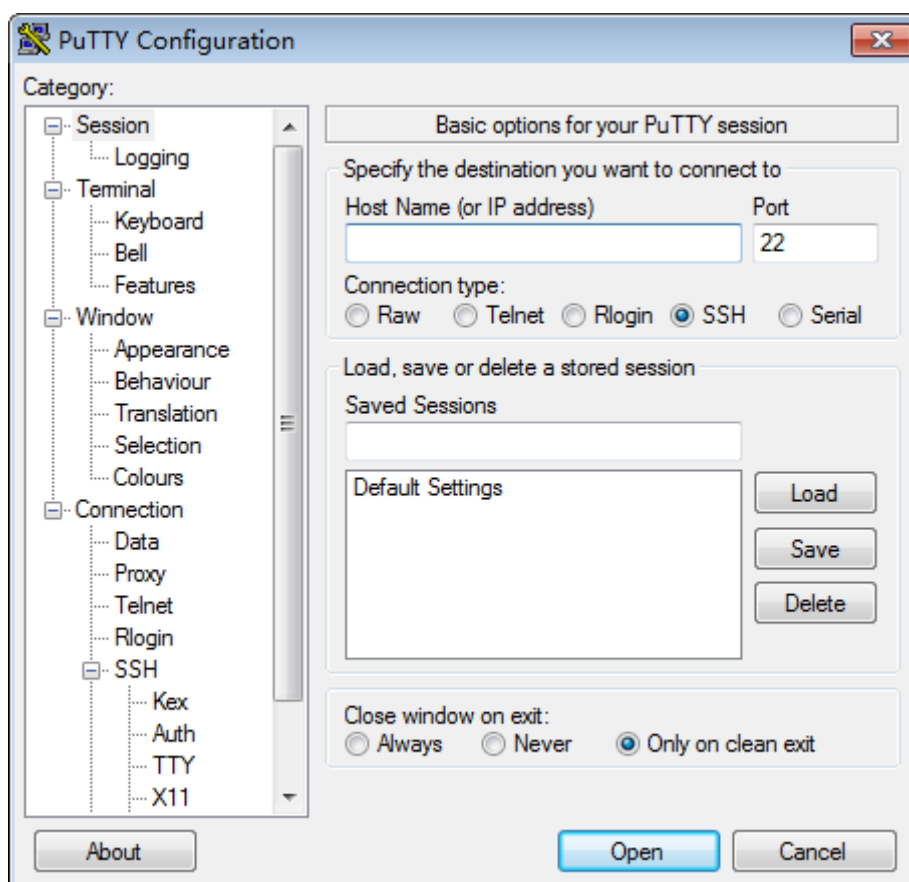 PuTTY Configuration
Category:
Session
Logging
Terminal
Keyboard
Bell
Features
Window
Appearance
Behaviour
Translation
Selection
Colours
Connection
Data
Proxy
Telnet
Rlogin
SSH
Kex
Auth
TTY
X11
Basic options for your PuTTY session
Specify the destination you want to connect to
Host Name (or IP address) Port
22
Connection type:
Raw Telnet Rlogin SSH Serial
Load, save or delete a stored session
Saved Sessions
Default Settings
Load
Save
Delete
Close window on exit:
Always Never Only on clean exit
About Open Cancel